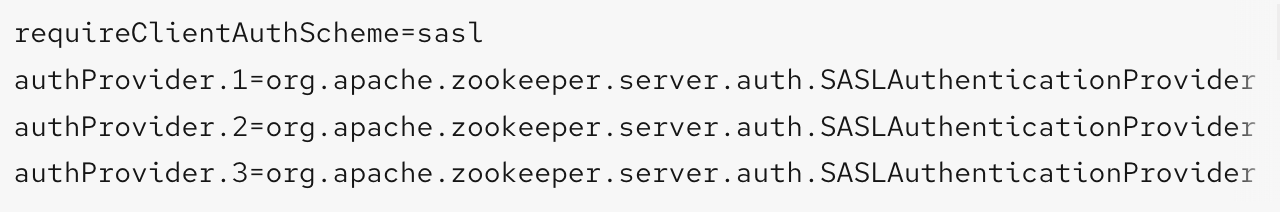 requireClientAuthScheme=sasl
authProvider.1=org.apache.zookeeper.server.auth.SASLAuthenticationProvider
authProvider.2=org.apache.zookeeper.server.auth.SASLAuthenticationProvider
authProvider.3=org.apache.zookeeper.server.auth.SASLAuthenticationProvider